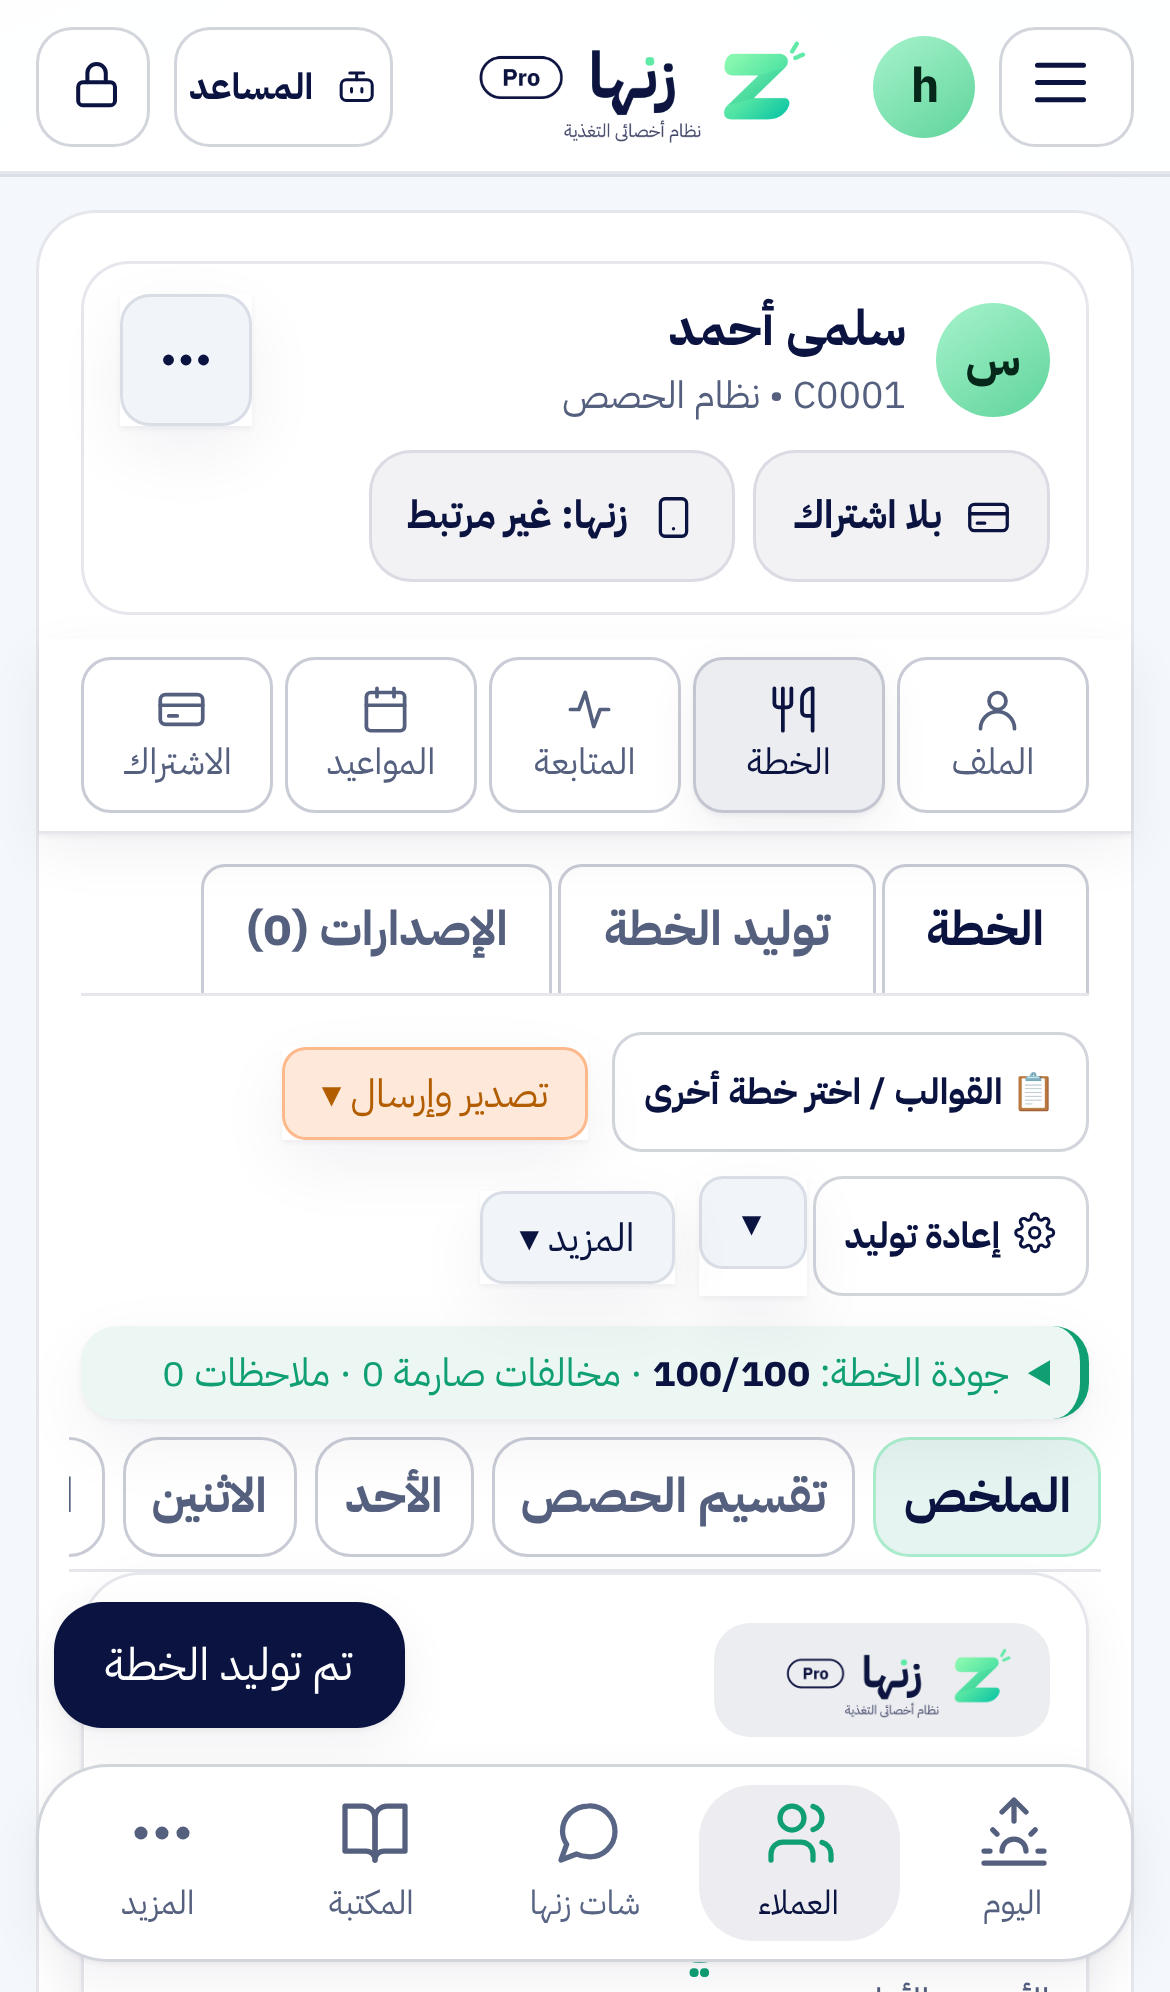 h
زنها Pro
نظام أخصائي التغذية
المساعد
س
سلمى أحمد
C0001 • نظام الحصص
بلا اشتراك
زنها: غير مرتبط
الملف
الخطة
المتابعة
المواعيد
الاشتراك
الخطة
توليد الخطة
الإصدارات (0)
📋 القوالب / اختر خطة أخرى
تصدير وإرسال ▼
إعادة توليد
▼
المزيد ▼
◀ جودة الخطة: 100/100 · مخالفات صارمة 0 · ملاحظات 0
الملخص
تقسيم الحصص
الأحد
الاثنين
زنها Pro
نظام أخصائي التغذية
تم توليد الخطة
اليوم
العملاء
شات زنها
المكتبة
المزيد